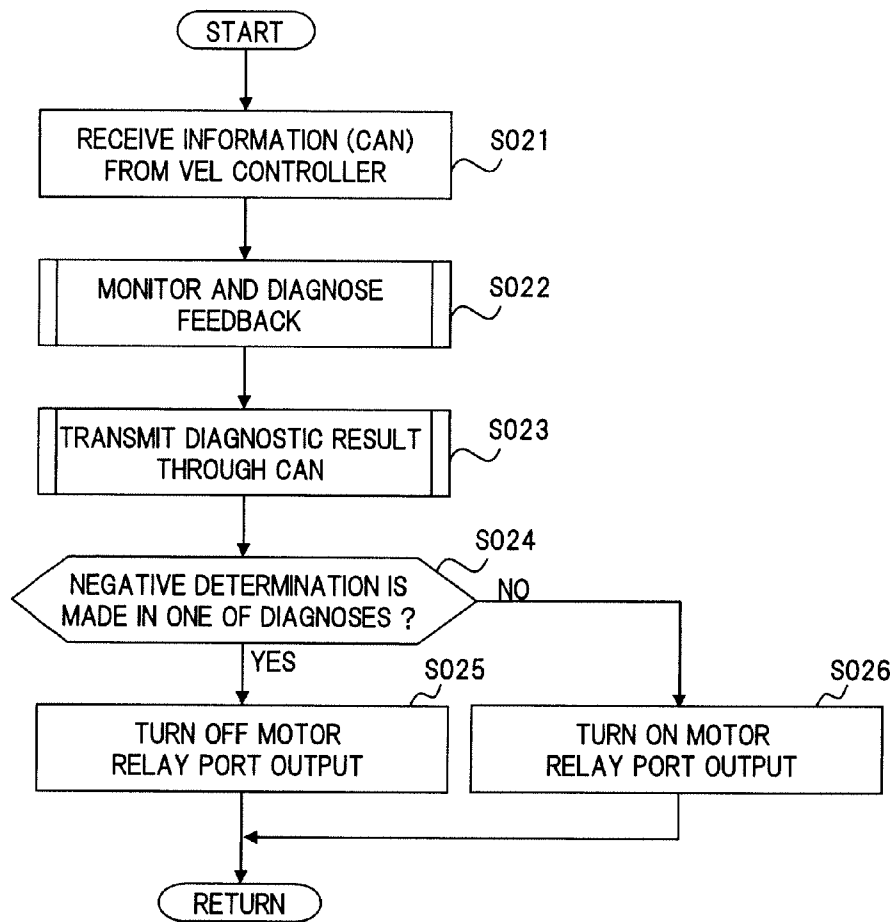 START
RECEIVE INFORMATION (CAN)
FROM VEL CONTROLLER
S021
MONITOR AND DIAGNOSE
FEEDBACK
S022
TRANSMIT DIAGNOSTIC RESULT
THROUGH CAN
S023
S024
NEGATIVE DETERMINATION IS
MADE IN ONE OF DIAGNOSES ?
NO
YES
S025
TURN OFF MOTOR
RELAY PORT OUTPUT
S026
TURN ON MOTOR
RELAY PORT OUTPUT
RETURN